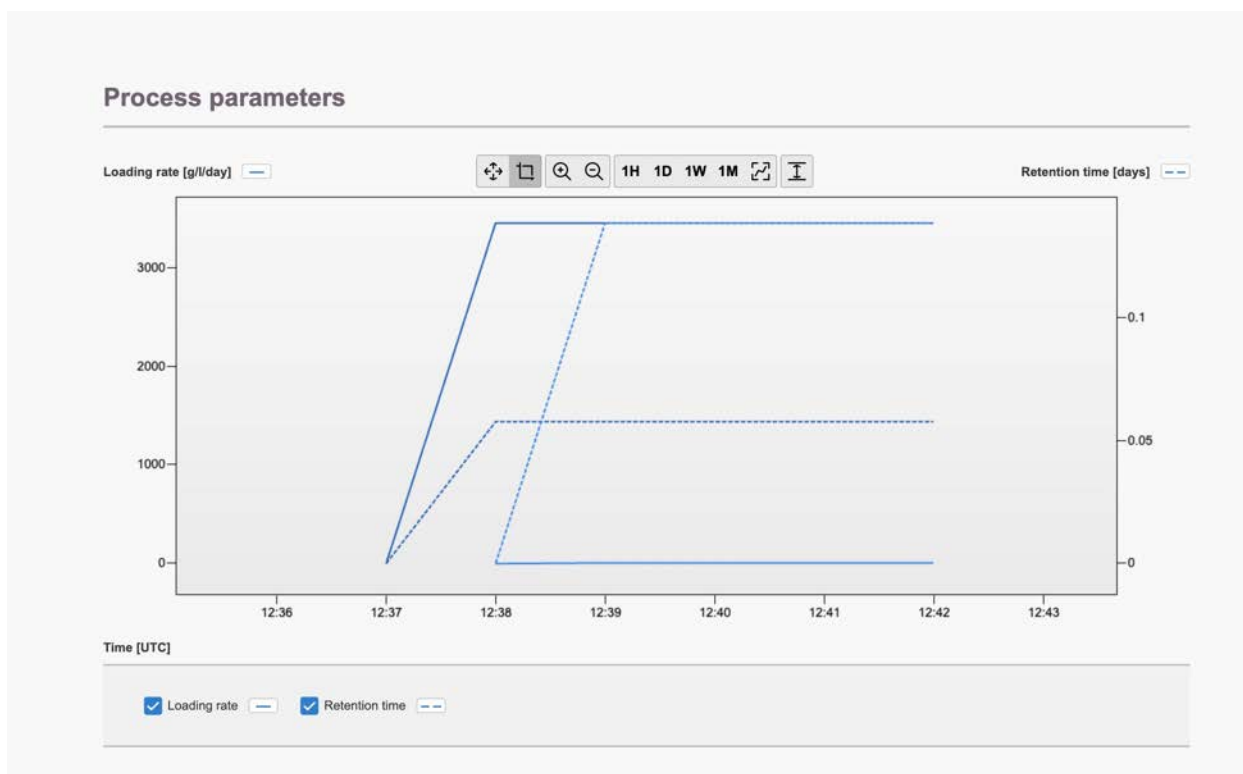 Process parameters
Loading rate [g/l/day]
1H 1D 1W 1M
Retention time [days]
3000
2000
1000
0
0.1
0.05
0
12:36 12:37 12:38 12:39 12:40 12:41 12:42 12:43
Time [UTC]
Loading rate Retention time